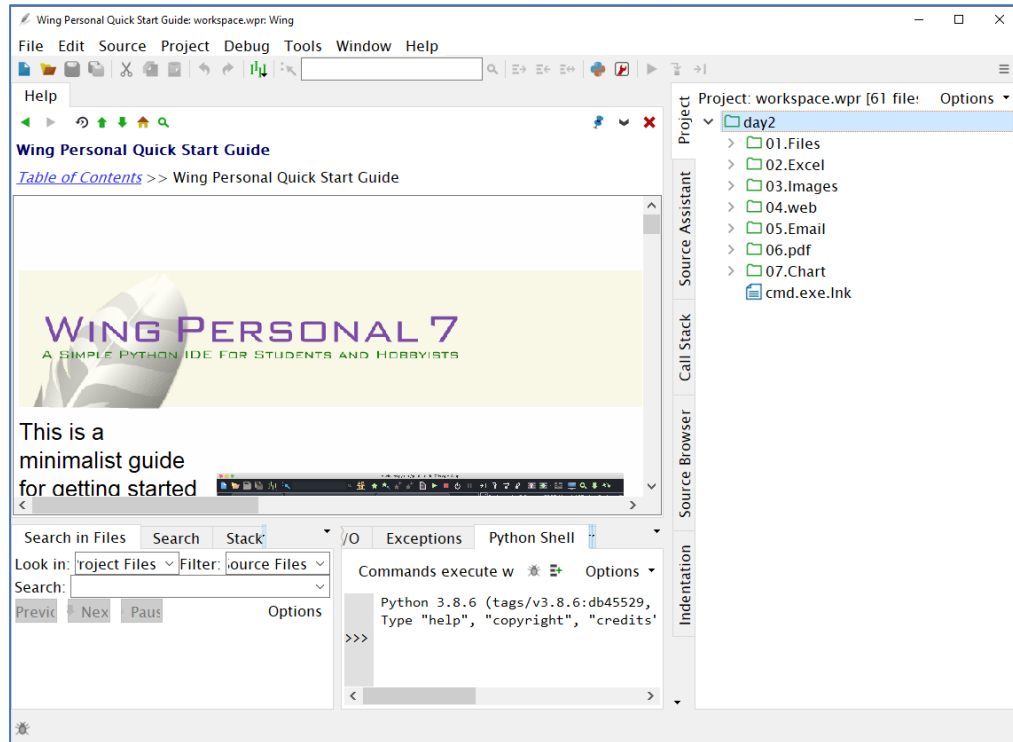 Wing Personal Quick Start Guide: workspace.wpr: Wing
File Edit Source Project Debug Tools Window Help
Help
Wing Personal Quick Start Guide
Table of Contents >> Wing Personal Quick Start Guide
WING PERSONAL 7
A SIMPLE PYTHON IDE FOR STUDENTS AND HOBBYISTS
This is a
minimalist guide
for getting started
Search in Files Search Stack
Look in: roject Files Filter: ource Files
Search:
Previc Nex Paus Options
/O Exceptions Python Shell
Commands execute w Options
Python 3.8.6 (tags/v3.8.6:db45529,
Type "help", "copyright", "credits"
>>>
Project
Source Assistant
Call Stack
Source Browser
Indentation
Project: workspace.wpr [61 files Options
day2
01.Files
02.Excel
03.Images
04.web
05.Email
06.pdf
07.Chart
cmd.exe.lnk